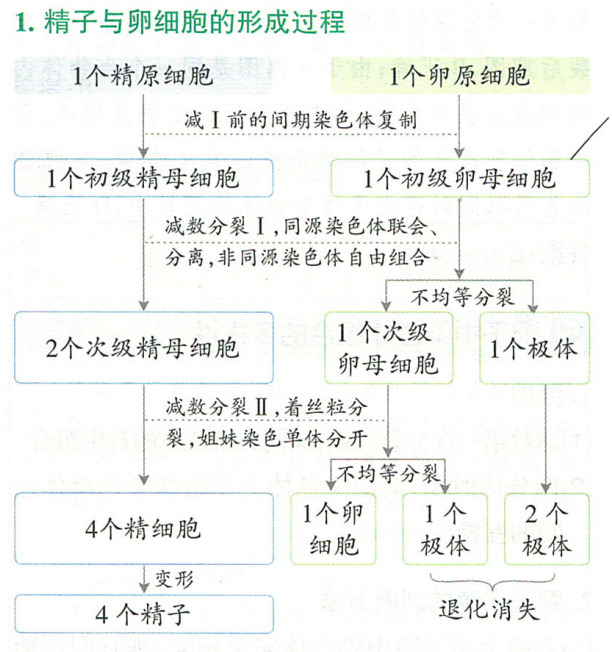 1. 精子与卵细胞的形成过程
1个精原细胞
1个卵原细胞
减Ⅰ前的间期染色体复制
1个初级精母细胞
1个初级卵母细胞
减数分裂Ⅰ,同源染色体联会、
分离,非同源染色体自由组合
不均等分裂
2个次级精母细胞
1个次级
卵母细胞
1个极体
减数分裂Ⅱ,着丝粒分
裂,姐妹染色单体分开
不均等分裂
4个精细胞
1个卵
细胞
1个
极体
2个
极体
变形
4个精子
退化消失